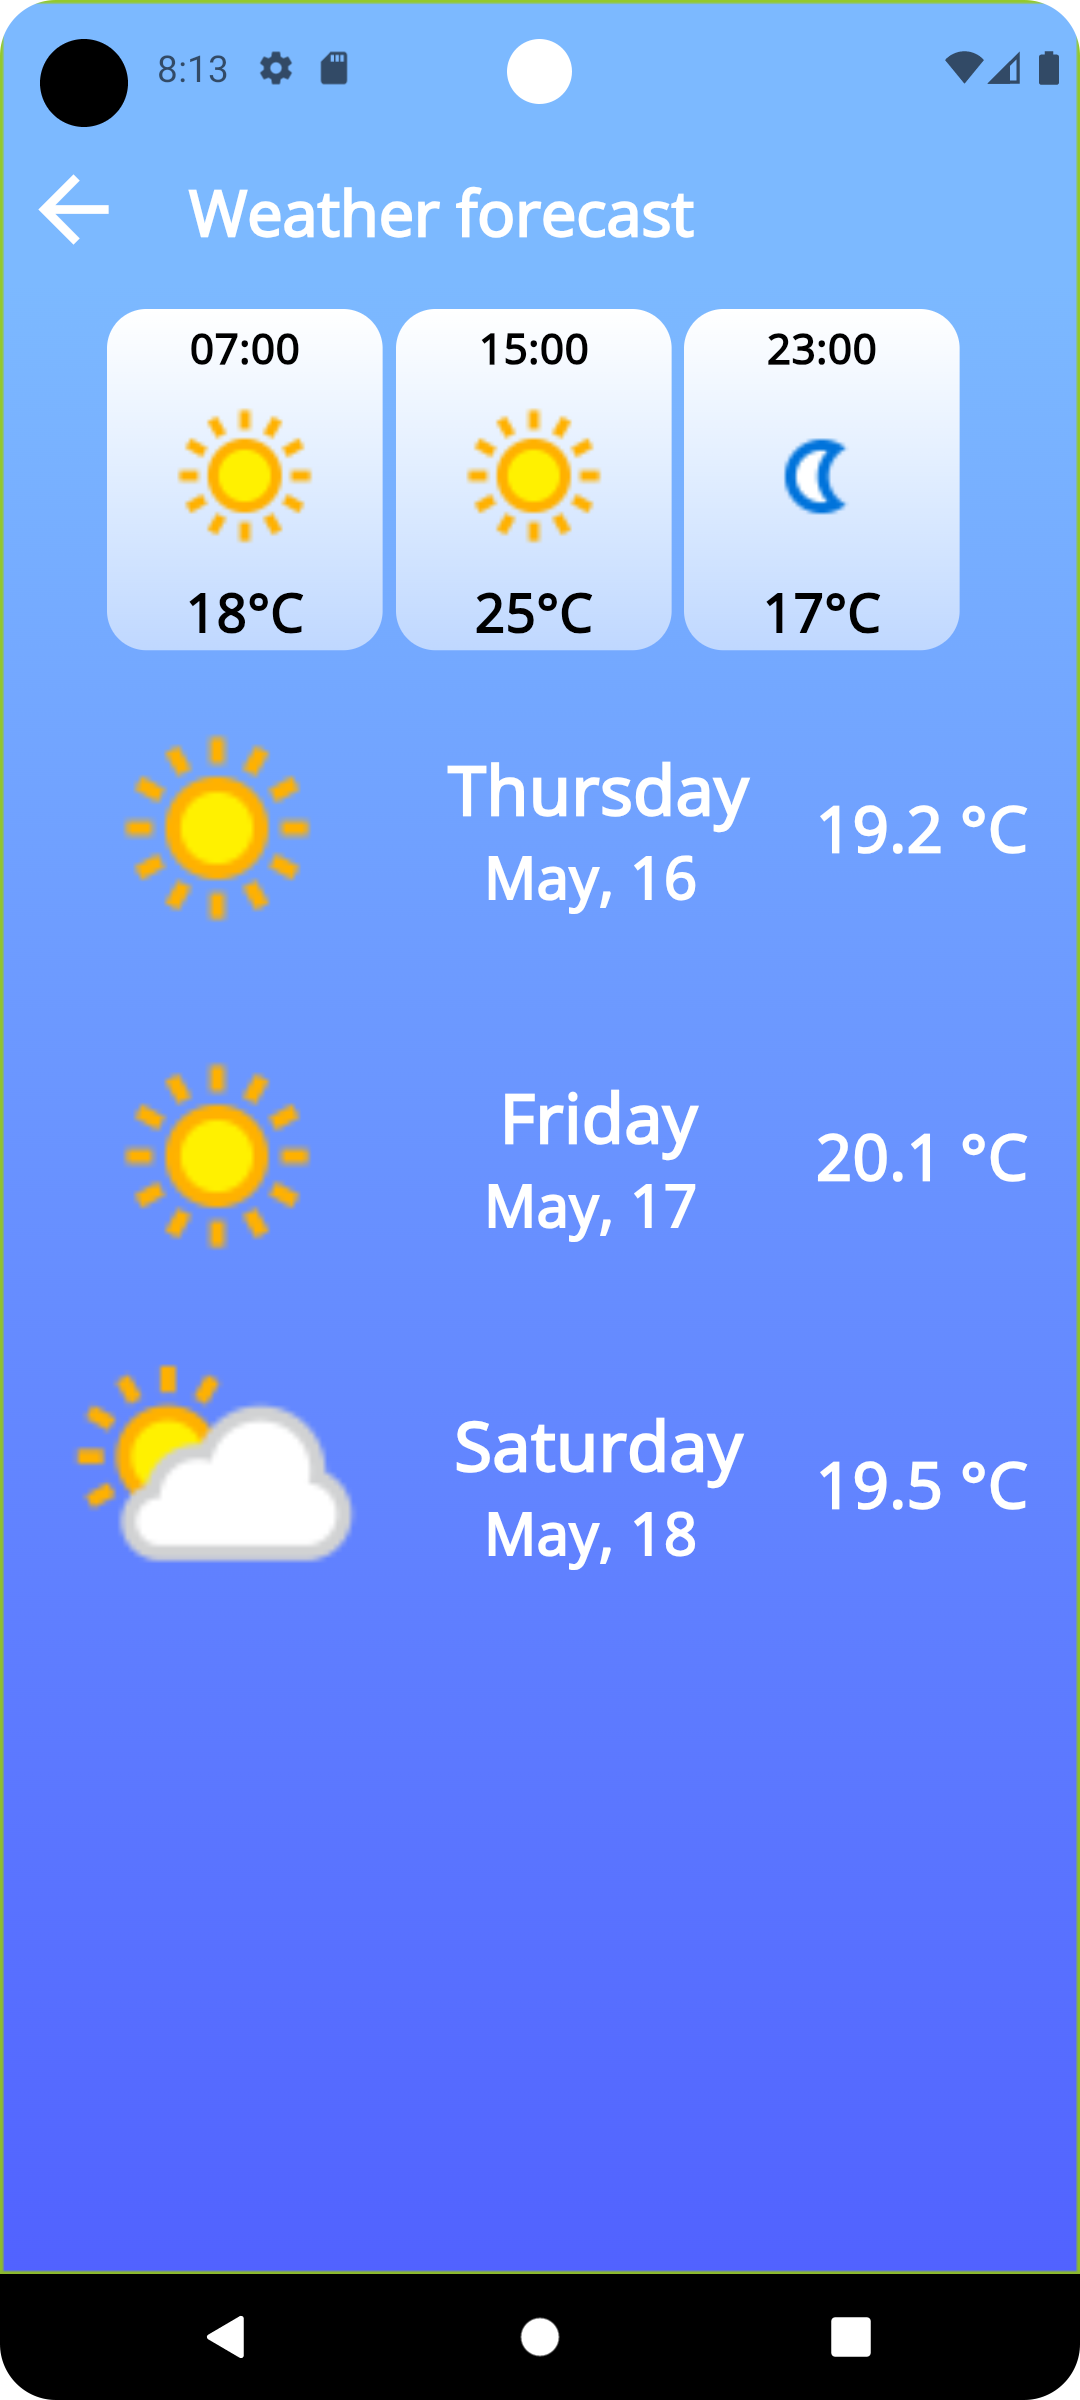 8:13
Weather forecast
07:00 15:00 23:00
18°C 25°C 17°C
Thursday
May, 16
19.2 °C
Friday
May, 17
20.1 °C
Saturday
May, 18
19.5 °C